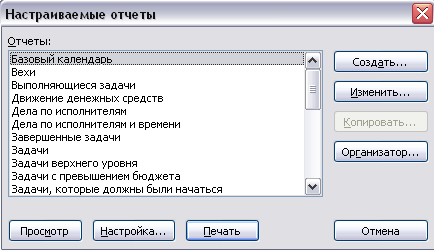 Настраиваемые отчеты
Отчеты:
Базовый календарь
Вехи
Выполняющиеся задачи
Движение денежных средств
Дела по исполнителям
Дела по исполнителям и времени
Завершенные задачи
Задачи
Задачи верхнего уровня
Задачи с превышением бюджета
Задачи, которые должны были начаться
Создать...
Изменить...
Копировать...
Организатор...
Просмотр
Настройка...
Печать
Отмена